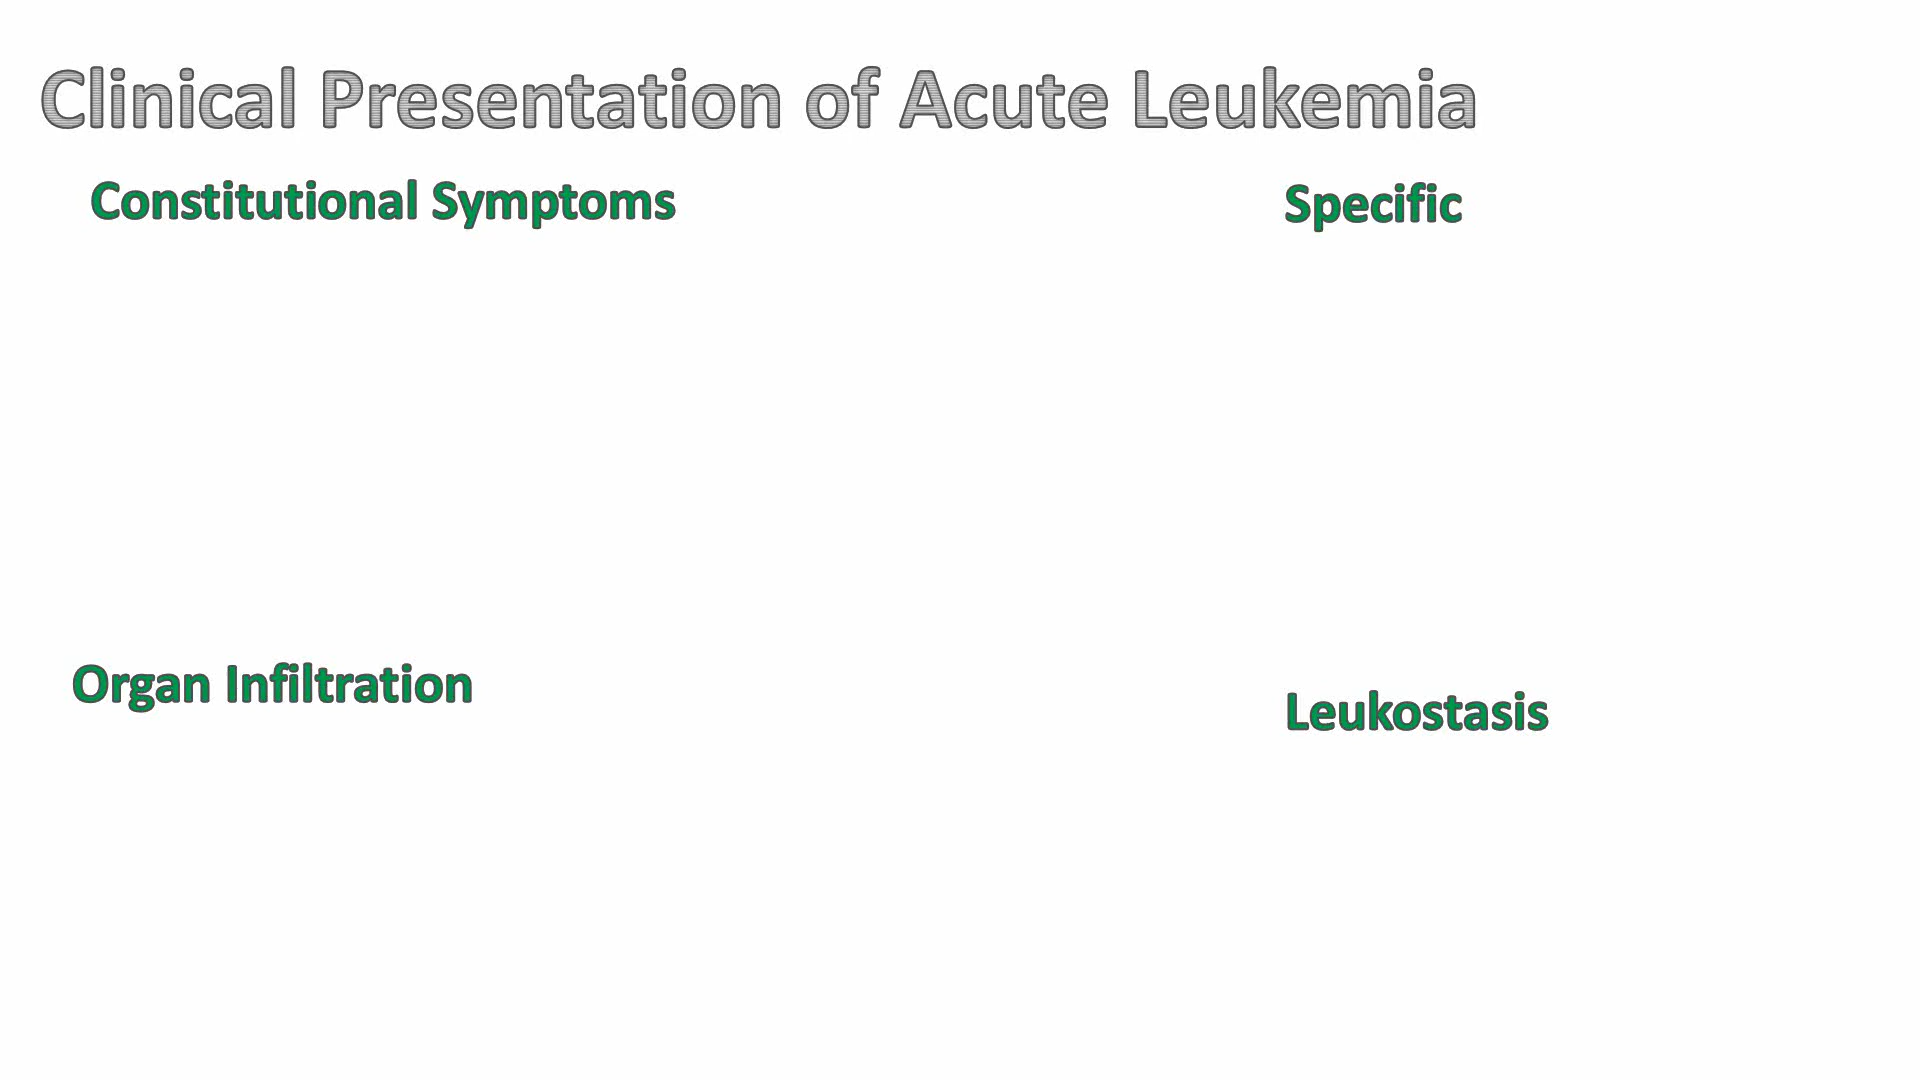 Clinical Presentation of Acute Leukemia
Constitutional Symptoms
Specific
Organ Infiltration
Leukostasis